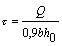 τ = Q / 0,9bh₀